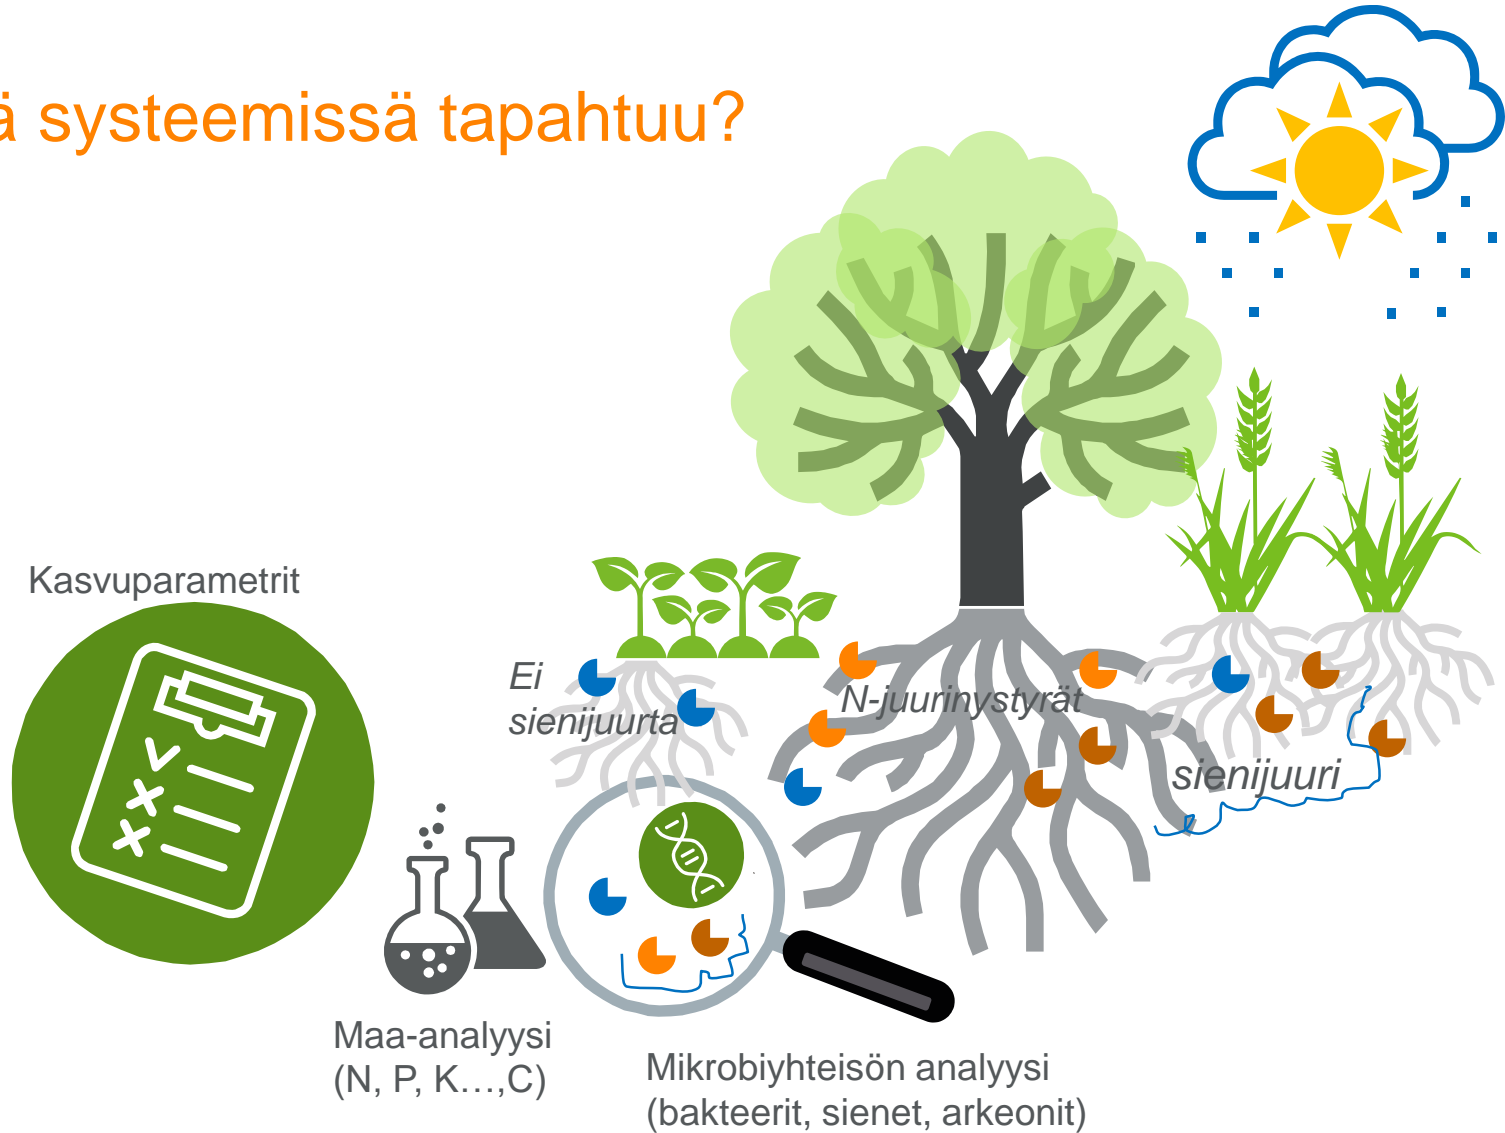 ä systeemissä tapahtuu?
Kasvuparametrit
Ei
sienijuurta
N-juurinystyrät
sienijuuri
Maa-analyysi
(N, P, K…,C)
Mikrobiyhteisön analyysi
(bakteerit, sienet, arkeonit)